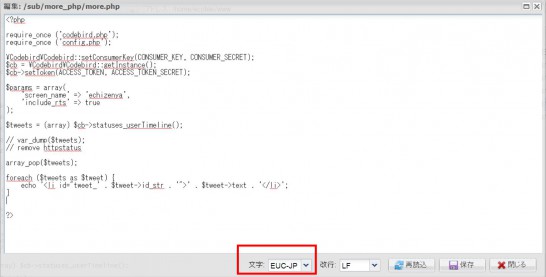 編集: /sub/more_php/more.php
<?php
require_once ('codebird.php');
require_once ('config.php');
¥Codebird¥Codebird::setConsumerKey(CONSUMER_KEY, CONSUMER_SECRET);
$cb = ¥Codebird¥Codebird::getInstance();
$cb->setToken(ACCESS_TOKEN, ACCESS_TOKEN_SECRET);
$params = array(
'screen_name' => 'echizenya',
'include_rts' => true
);
$tweets = (array) $cb->statuses_userTimeline();
// var_dump($tweets);
// remove httpstatus
array_pop($tweets);
foreach ($tweets as $tweet) {
echo '<li id="tweet_' . $tweet->id_str . '">' . $tweet->text . '</li>';
}
?>
文字: EUC-JP 改行: LF 再読込 保存 閉じる